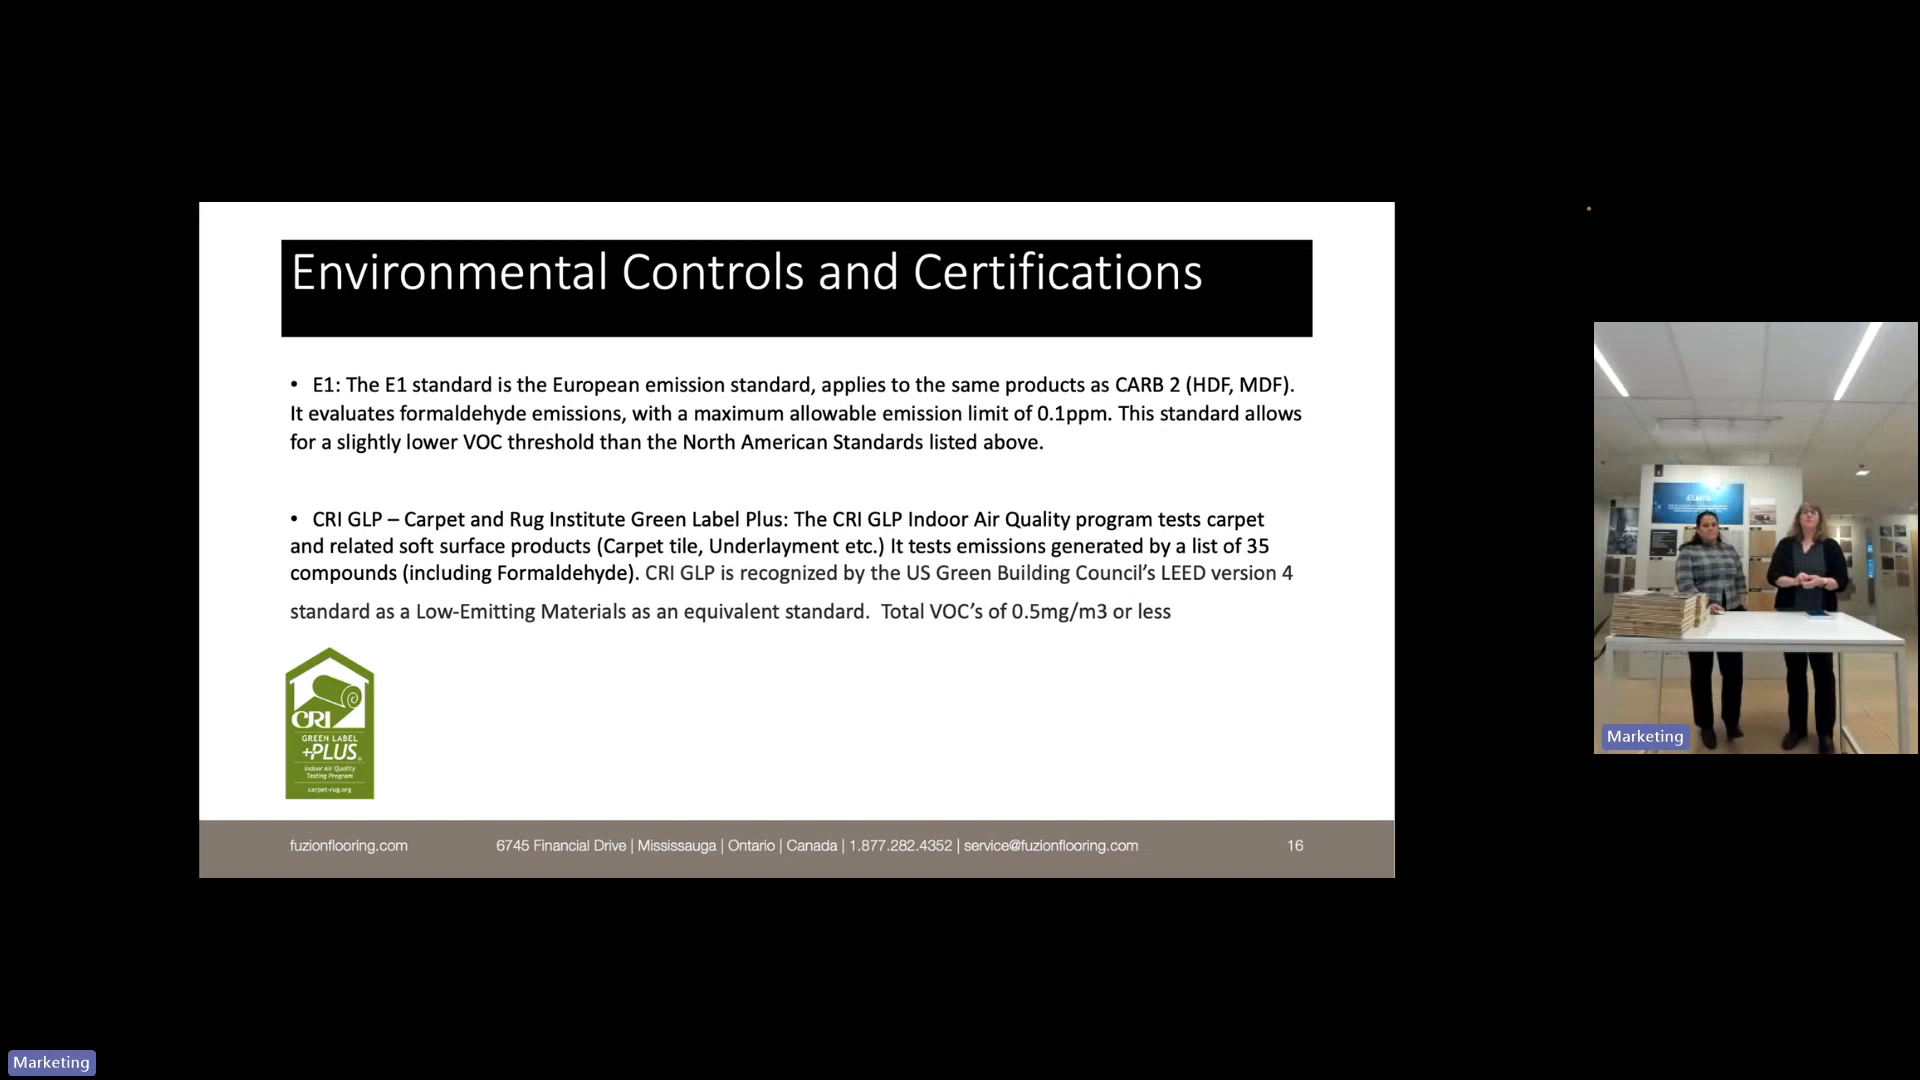 Environmental Controls and Certifications
• E1: The E1 standard is the European emission standard, applies to the same products as CARB 2 (HDF, MDF).
It evaluates formaldehyde emissions, with a maximum allowable emission limit of 0.1ppm. This standard allows
for a slightly lower VOC threshold than the North American Standards listed above.
• CRI GLP – Carpet and Rug Institute Green Label Plus: The CRI GLP Indoor Air Quality program tests carpet
and related soft surface products (Carpet tile, Underlayment etc.) It tests emissions generated by a list of 35
compounds (including Formaldehyde). CRI GLP is recognized by the US Green Building Council’s LEED version 4
standard as a Low-Emitting Materials as an equivalent standard.  Total VOC’s of 0.5mg/m3 or less
CRI
GREEN LABEL
+PLUS®
Indoor Air Quality
Testing Program
carpet-rug.org
fuzionflooring.com
6745 Financial Drive | Mississauga | Ontario | Canada | 1.877.282.4352 | service@fuzionflooring.com
16
ATLANTIS
Marketing
Marketing